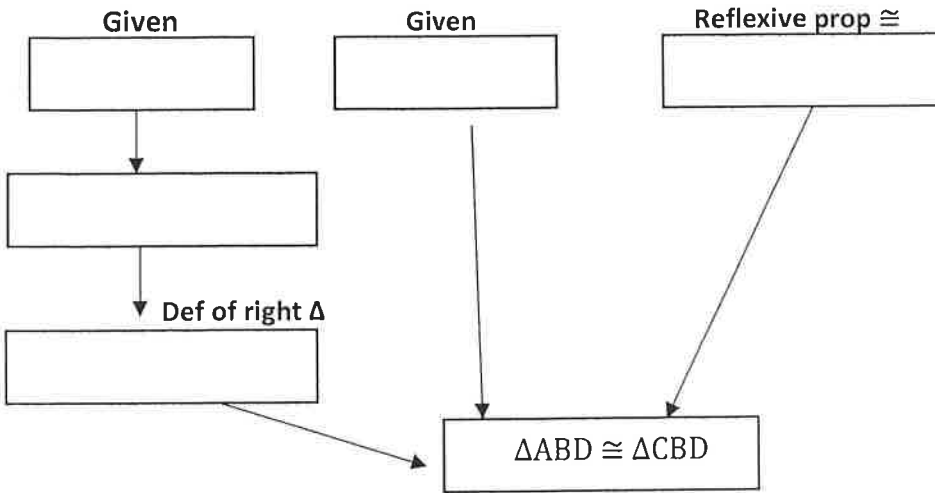 Given
Given
Reflexive prop ≅
Def of right Δ
ΔABD ≅ ΔCBD